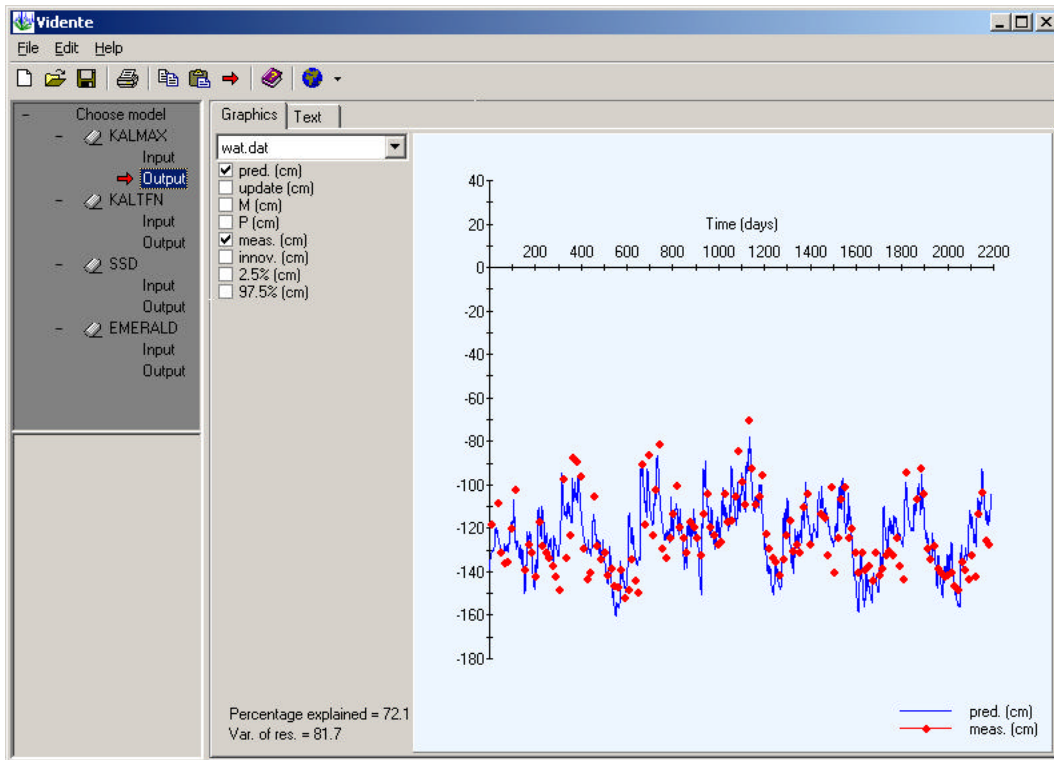 Vidente
File Edit Help
Choose model
KALMAX
Input
Output
KALTFN
Input
Output
SSD
Input
Output
EMERALD
Input
Output
Graphics Text
wat.dat
pred. (cm)
update (cm)
M (cm)
P (cm)
meas. (cm)
innov. (cm)
2.5% (cm)
97.5% (cm)
Percentage explained = 72.1
Var. of res. = 81.7
Time (days)
200 400 600 800 1000 1200 1400 1600 1800 2000 2200
40
20
0
-20
-40
-60
-80
-100
-120
-140
-160
-180
pred. (cm)
meas. (cm)